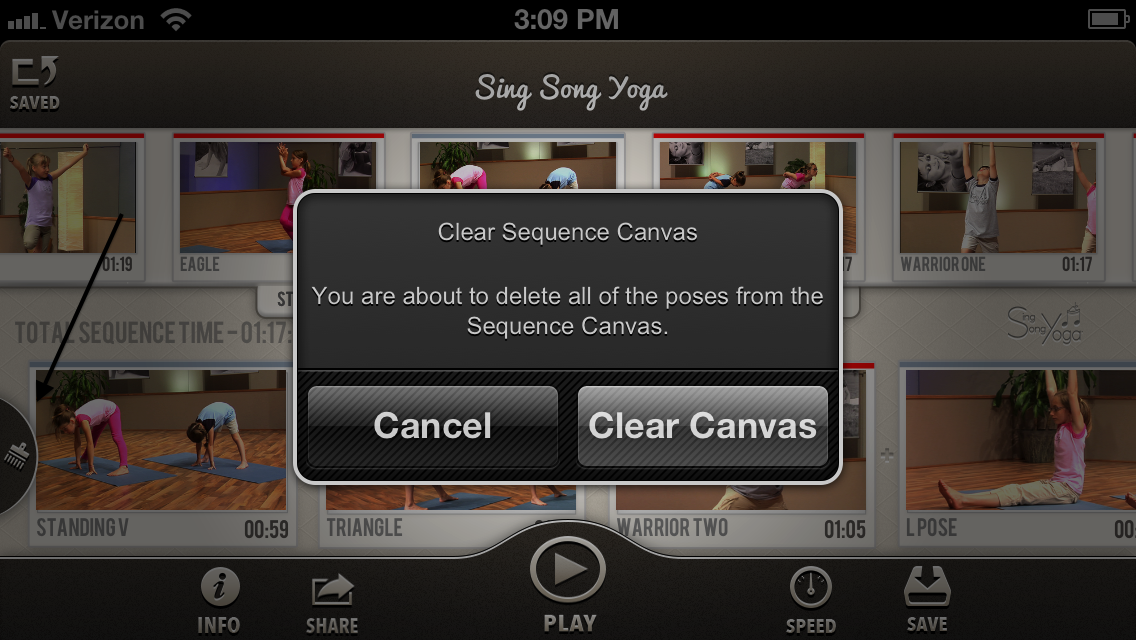 Verizon
3:09 PM
SAVED
Sing Song Yoga
01:19
EAGLE
WARRIOR ONE
01:17
Clear Sequence Canvas
You are about to delete all of the poses from the
Sequence Canvas.
TOTAL SEQUENCE TIME - 01:17:
Sing
Song
Yoga
Cancel
Clear Canvas
STANDING V
00:59
TRIANGLE
WARRIOR TWO
01:05
L POSE
00:
INFO
SHARE
PLAY
SPEED
SAVE